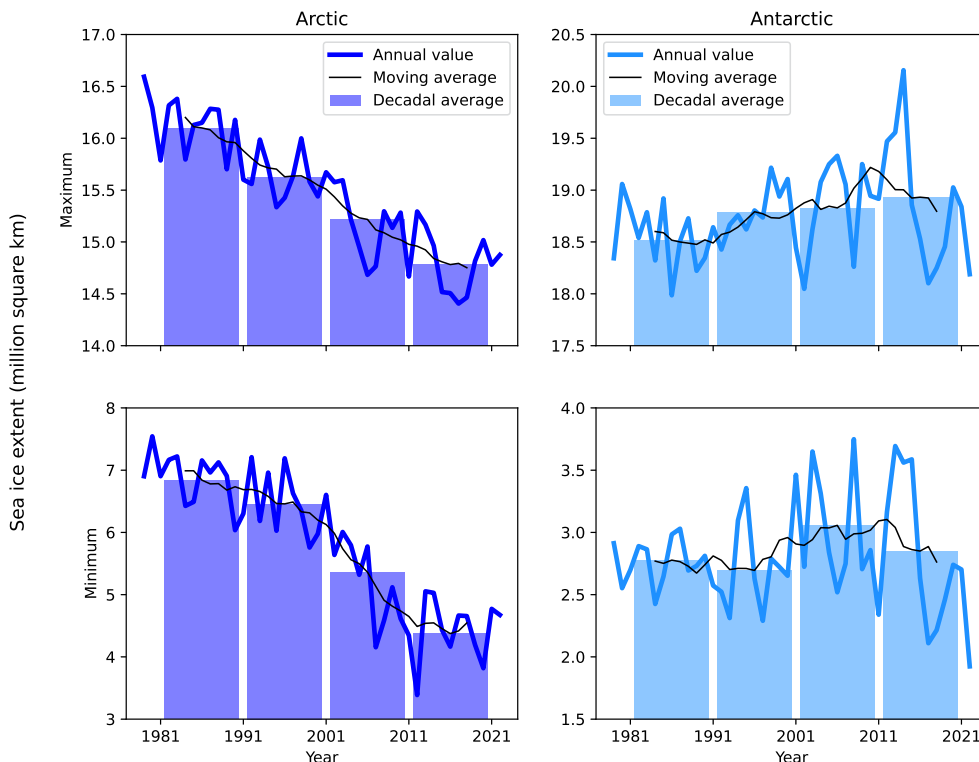 Arctic
Antarctic
Sea ice extent (million square km)
Maximum
17.0
16.5
16.0
15.5
15.0
14.5
14.0
Annual value
Moving average
Decadal average
20.5
20.0
19.5
19.0
18.5
18.0
17.5
Annual value
Moving average
Decadal average
Minimum
8
7
6
5
4
3
1981 1991 2001 2011 2021
Year
4.0
3.5
3.0
2.5
2.0
1.5
1981 1991 2001 2011 2021
Year